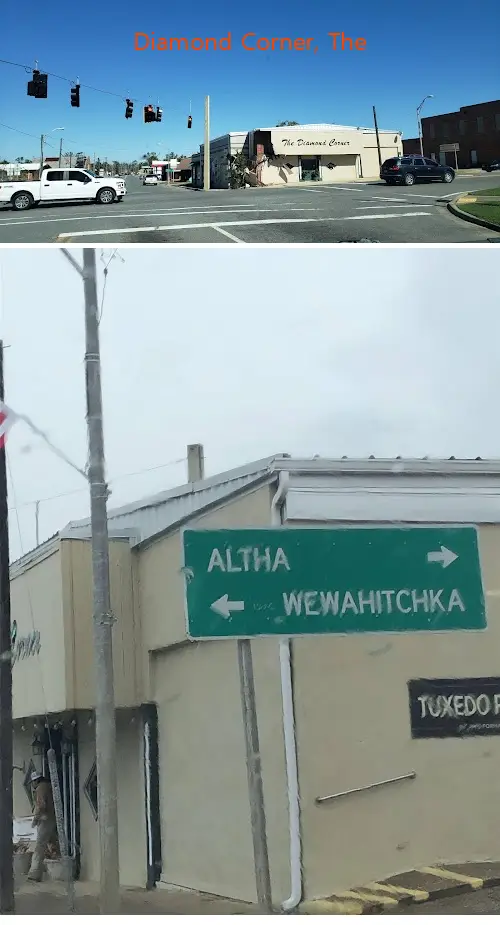 Diamond Corner, The
The Diamond Corner
ALTHA
WEWAHITCHKA
TUXEDO